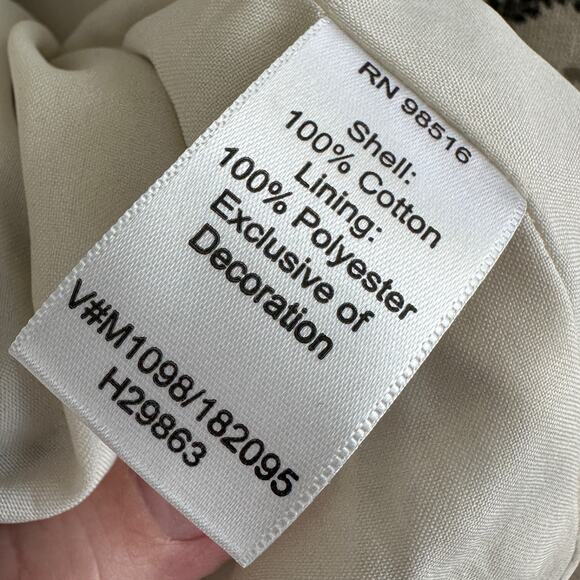 RN 98516
Shell:
100% Cotton
Lining:
100% Polyester
Exclusive of
Decoration
V#M1098/182095
H29863